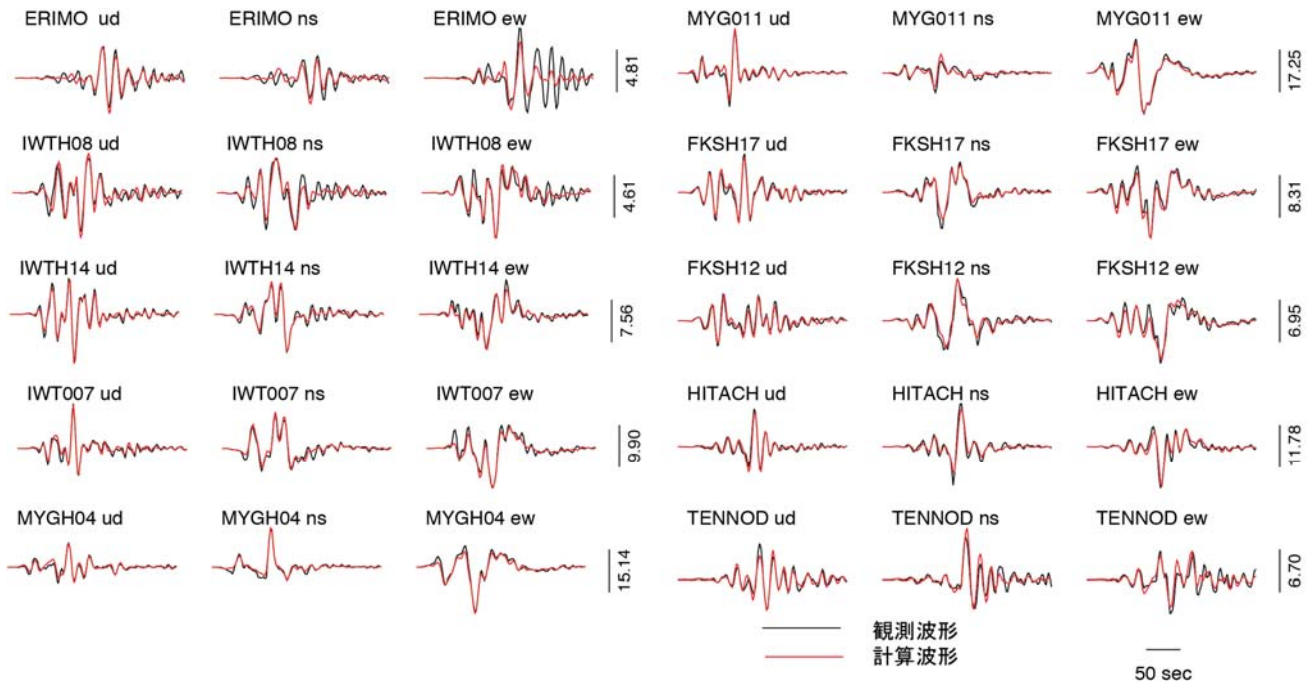 ERIMO ud ERIMO ns ERIMO ew 4.81 MYG011 ud MYG011 ns MYG011 ew 17.25
IWTH08 ud IWTH08 ns IWTH08 ew 4.61 FKSH17 ud FKSH17 ns FKSH17 ew 8.31
IWTH14 ud IWTH14 ns IWTH14 ew 7.56 FKSH12 ud FKSH12 ns FKSH12 ew 6.95
IWT007 ud IWT007 ns IWT007 ew 9.90 HITACH ud HITACH ns HITACH ew 11.78
MYGH04 ud MYGH04 ns MYGH04 ew 15.14 TENNOD ud TENNOD ns TENNOD ew 6.70
観測波形
計算波形
50 sec